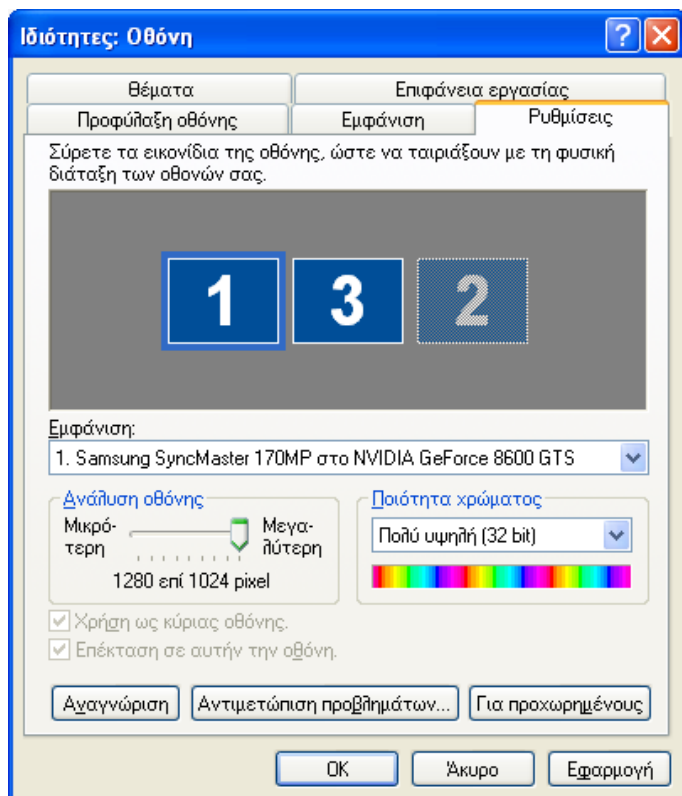 Ιδιότητες: Οθόνη
Θέματα
Επιφάνεια εργασίας
Προφύλαξη οθόνης
Εμφάνιση
Ρυθμίσεις
Σύρετε τα εικονίδια της οθόνης, ώστε να ταιριάξουν με τη φυσική
διάταξη των οθονών σας.
1 3 2
Εμφάνιση:
1. Samsung SyncMaster 170MP στο NVIDIA GeForce 8600 GTS
Ανάλυση οθόνης
Μικρό-
τερη
Μεγα-
λύτερη
1280 επί 1024 pixel
Ποιότητα χρώματος
Πολύ υψηλή (32 bit)
Χρήση ως κύριας οθόνης.
Επέκταση σε αυτήν την οθόνη.
Αναγνώριση
Αντιμετώπιση προβλημάτων...
Για προχωρημένους
OK
Άκυρο
Εφαρμογή